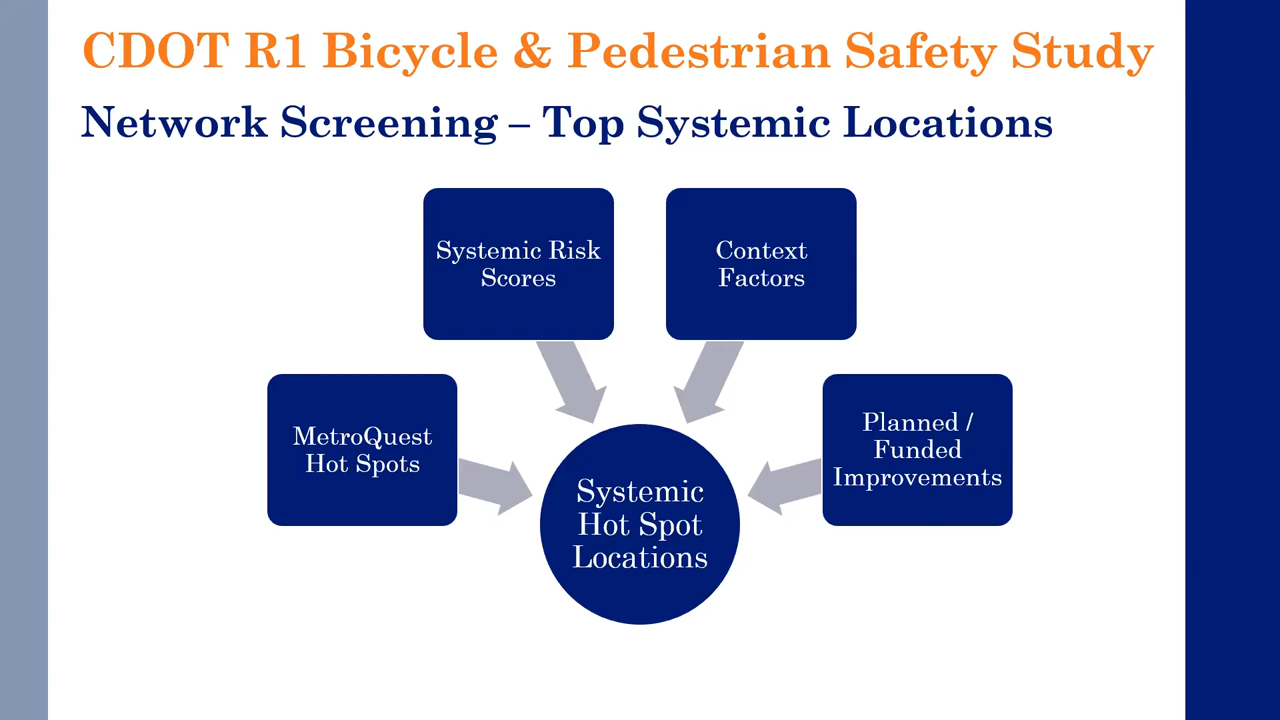 CDOT R1 Bicycle & Pedestrian Safety Study
Network Screening – Top Systemic Locations
Systemic Risk
Scores
Context
Factors
MetroQuest
Hot Spots
Planned /
Funded
Improvements
Systemic
Hot Spot
Locations